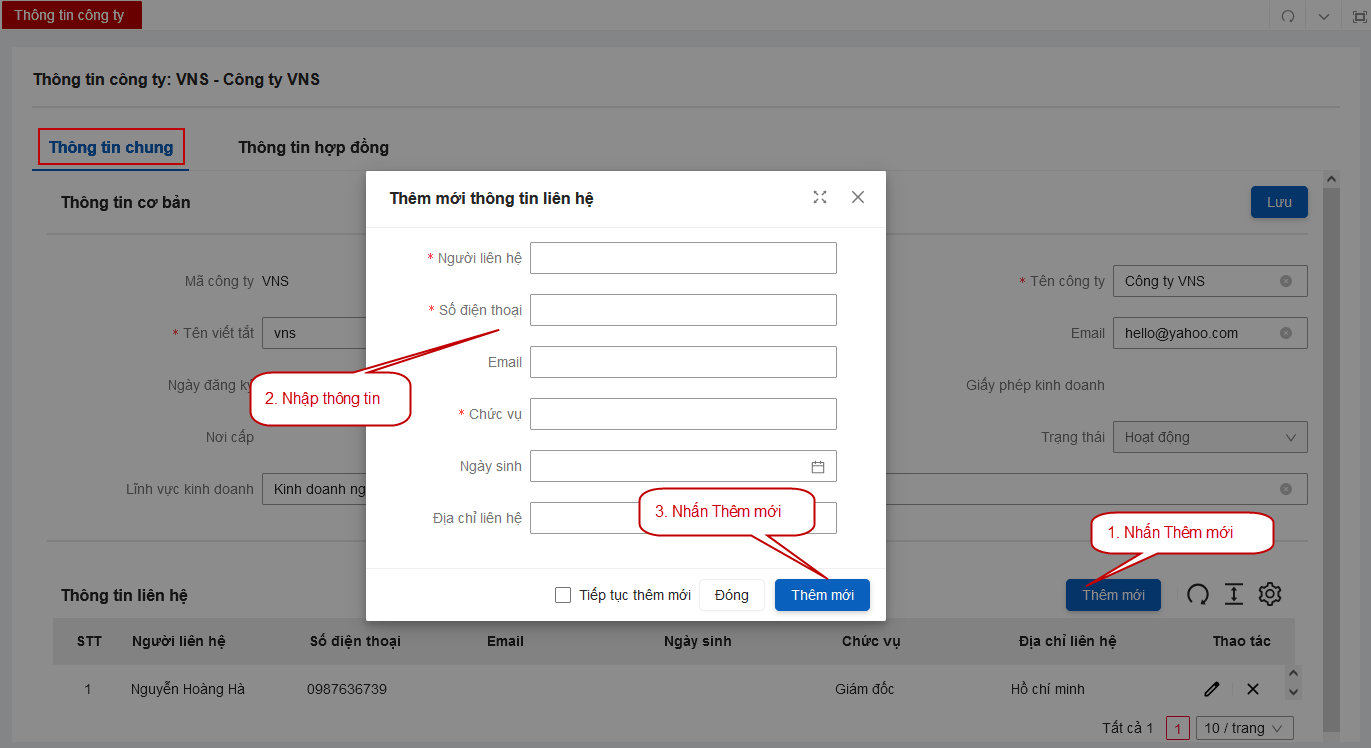 Thông tin công ty
Thông tin công ty: VNS - Công ty VNS
Thông tin chung
Thông tin hợp đồng
Thông tin cơ bản
Lưu
Mã công ty VNS
* Tên công ty Công ty VNS
* Tên viết tắt vns
Email hello@yahoo.com
Ngày đăng ký
Giấy phép kinh doanh
Nơi cấp
Trạng thái Hoạt động
Lĩnh vực kinh doanh Kinh doanh ng
Thêm mới thông tin liên hệ
* Người liên hệ
* Số điện thoại
Email
* Chức vụ
Ngày sinh
Địa chỉ liên hệ
Tiếp tục thêm mới Đóng Thêm mới
2. Nhập thông tin
3. Nhấn Thêm mới
1. Nhấn Thêm mới
Thông tin liên hệ
Thêm mới
STT Người liên hệ Số điện thoại Email Ngày sinh Chức vụ Địa chỉ liên hệ Thao tác
1 Nguyễn Hoàng Hà 0987636739 Giám đốc Hồ chí minh
Tất cả 1 1 10 / trang